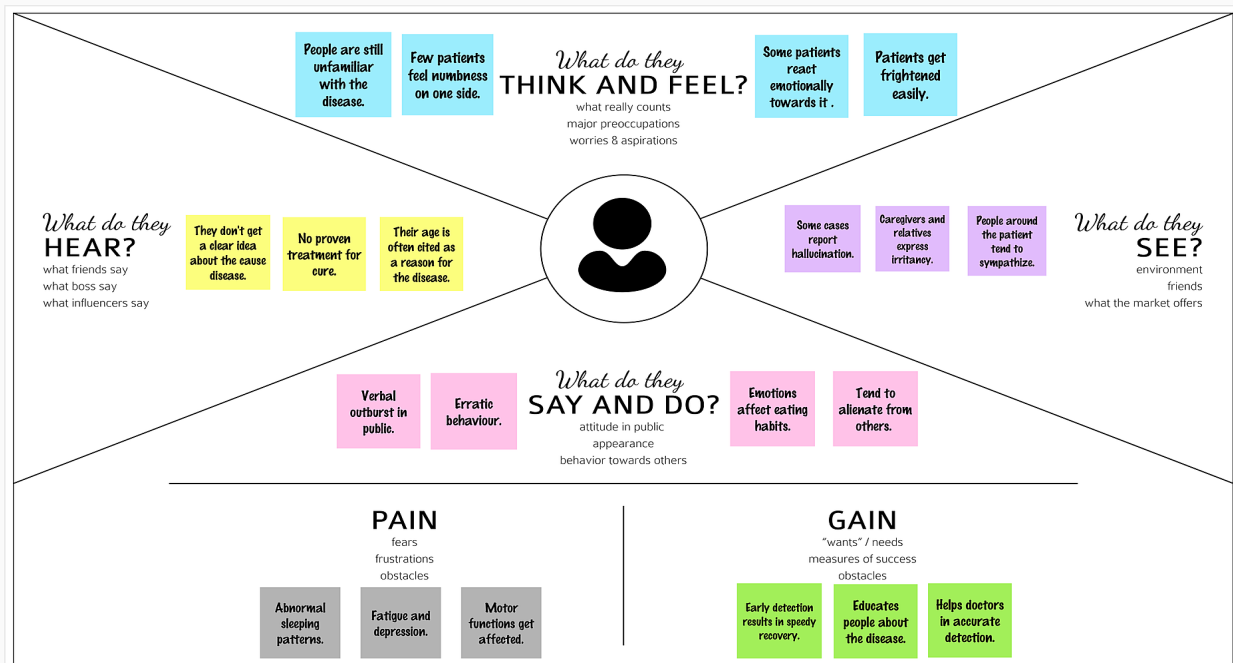 People are still
unfamiliar
with the
disease.
Few patients
feel numbness
on one side.
What do they
THINK AND FEEL?
what really counts
major preoccupations
worries & aspirations
Some patients
react
emotionally
towards it .
Patients get
frightened
easily.
What do they
HEAR?
what friends say
what boss say
what influencers say
They don't get
a clear idea
about the cause
disease.
No proven
treatment for
cure.
Their age is
often cited as
a reason for
the disease.
Some cases
report
hallucination.
Caregivers and
relatives
express
irritancy.
People around
the patient
tend to
sympathize.
What do they
SEE?
environment
friends
what the market offers
Verbal
outburst in
public.
Erratic
behaviour.
What do they
SAY AND DO?
attitude in public
appearance
behavior towards others
Emotions
affect eating
habits.
Tend to
alienate from
others.
PAIN
fears
frustrations
obstacles
Abnormal
sleeping
patterns.
Fatigue and
depression.
Motor
functions get
affected.
GAIN
"wants" / needs
measures of success
obstacles
Early detection
results in speedy
recovery.
Educates
people about
the disease.
Helps doctors
in accurate
detection.